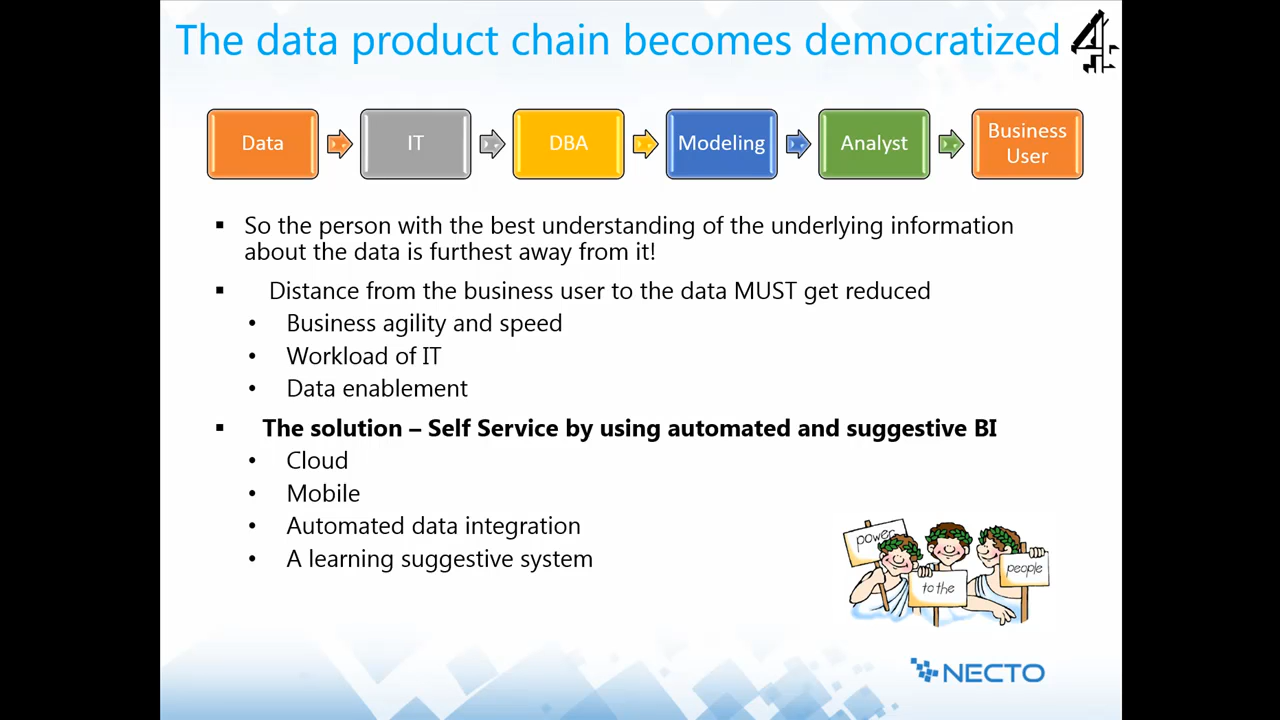 The data product chain becomes democratized
Data
IT
DBA
Modeling
Analyst
Business
User
▪ So the person with the best understanding of the underlying information
about the data is furthest away from it!
▪ Distance from the business user to the data MUST get reduced
• Business agility and speed
• Workload of IT
• Data enablement
▪ The solution – Self Service by using automated and suggestive BI
• Cloud
• Mobile
• Automated data integration
• A learning suggestive system
power
to the
people
NECTO